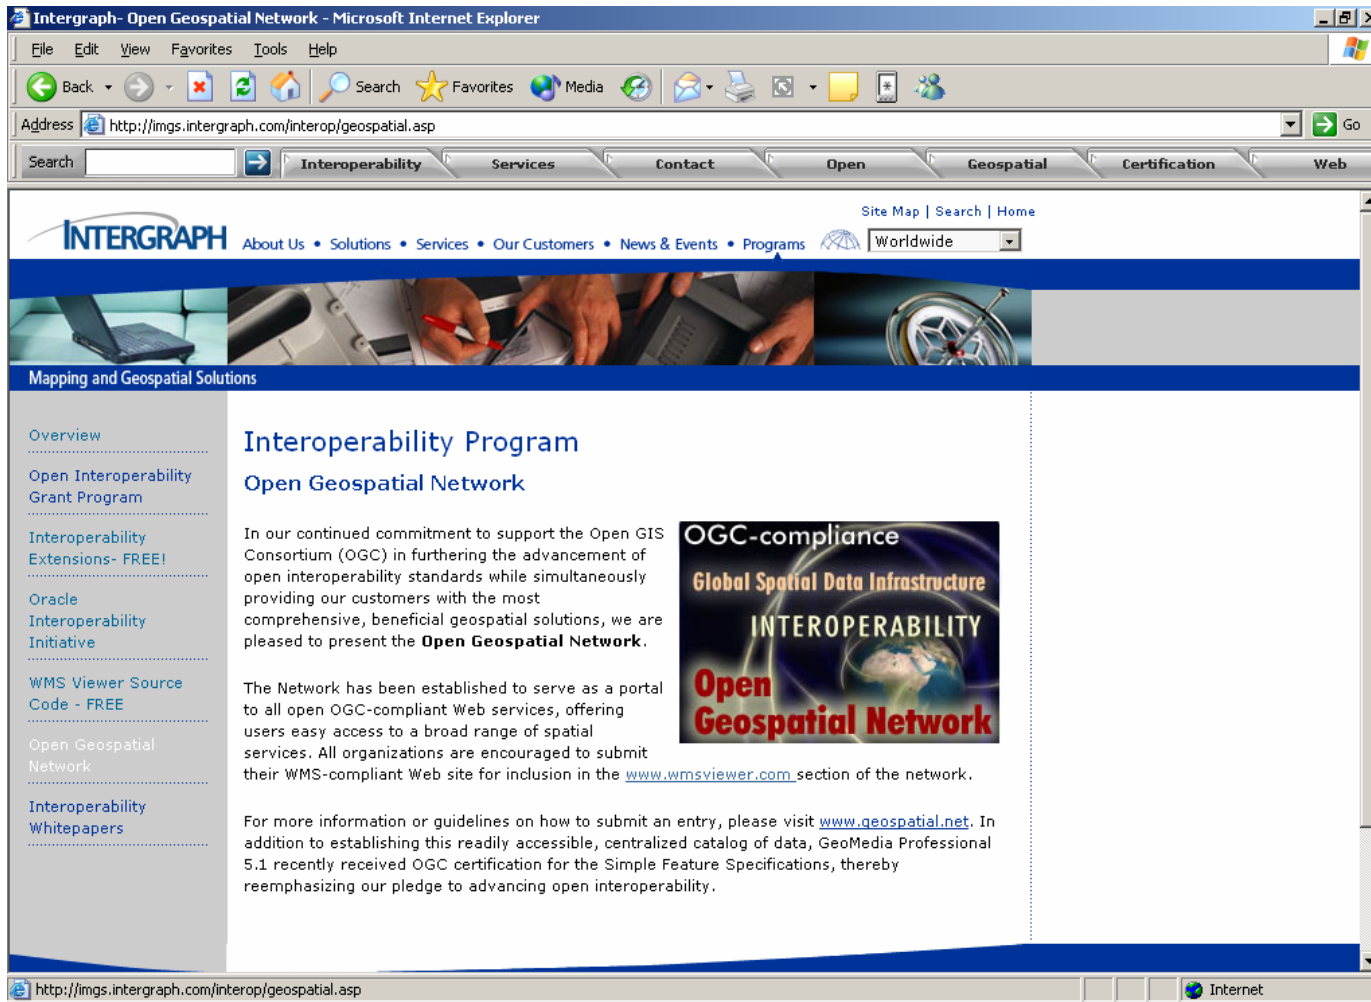 Intergraph- Open Geospatial Network - Microsoft Internet Explorer
File Edit View Favorites Tools Help
Back Search Favorites Media
Address http://imgs.intergraph.com/interop/geospatial.asp Go
Search Interoperability Services Contact Open Geospatial Certification Web
Site Map | Search | Home
INTERGRAPH About Us • Solutions • Services • Our Customers • News & Events • Programs Worldwide
Mapping and Geospatial Solutions
Overview
Open Interoperability
Grant Program
Interoperability
Extensions- FREE!
Oracle
Interoperability
Initiative
WMS Viewer Source
Code - FREE
Open Geospatial
Network
Interoperability
Whitepapers
Interoperability Program
Open Geospatial Network
In our continued commitment to support the Open GIS
Consortium (OGC) in furthering the advancement of
open interoperability standards while simultaneously
providing our customers with the most
comprehensive, beneficial geospatial solutions, we are
pleased to present the Open Geospatial Network.
OGC-compliance
Global Spatial Data Infrastructure
INTEROPERABILITY
Open
Geospatial Network
The Network has been established to serve as a portal
to all open OGC-compliant Web services, offering
users easy access to a broad range of spatial
services. All organizations are encouraged to submit
their WMS-compliant Web site for inclusion in the www.wmsviewer.com section of the network.
For more information or guidelines on how to submit an entry, please visit www.geospatial.net. In
addition to establishing this readily accessible, centralized catalog of data, GeoMedia Professional
5.1 recently received OGC certification for the Simple Feature Specifications, thereby
reemphasizing our pledge to advancing open interoperability.
http://imgs.intergraph.com/interop/geospatial.asp Internet